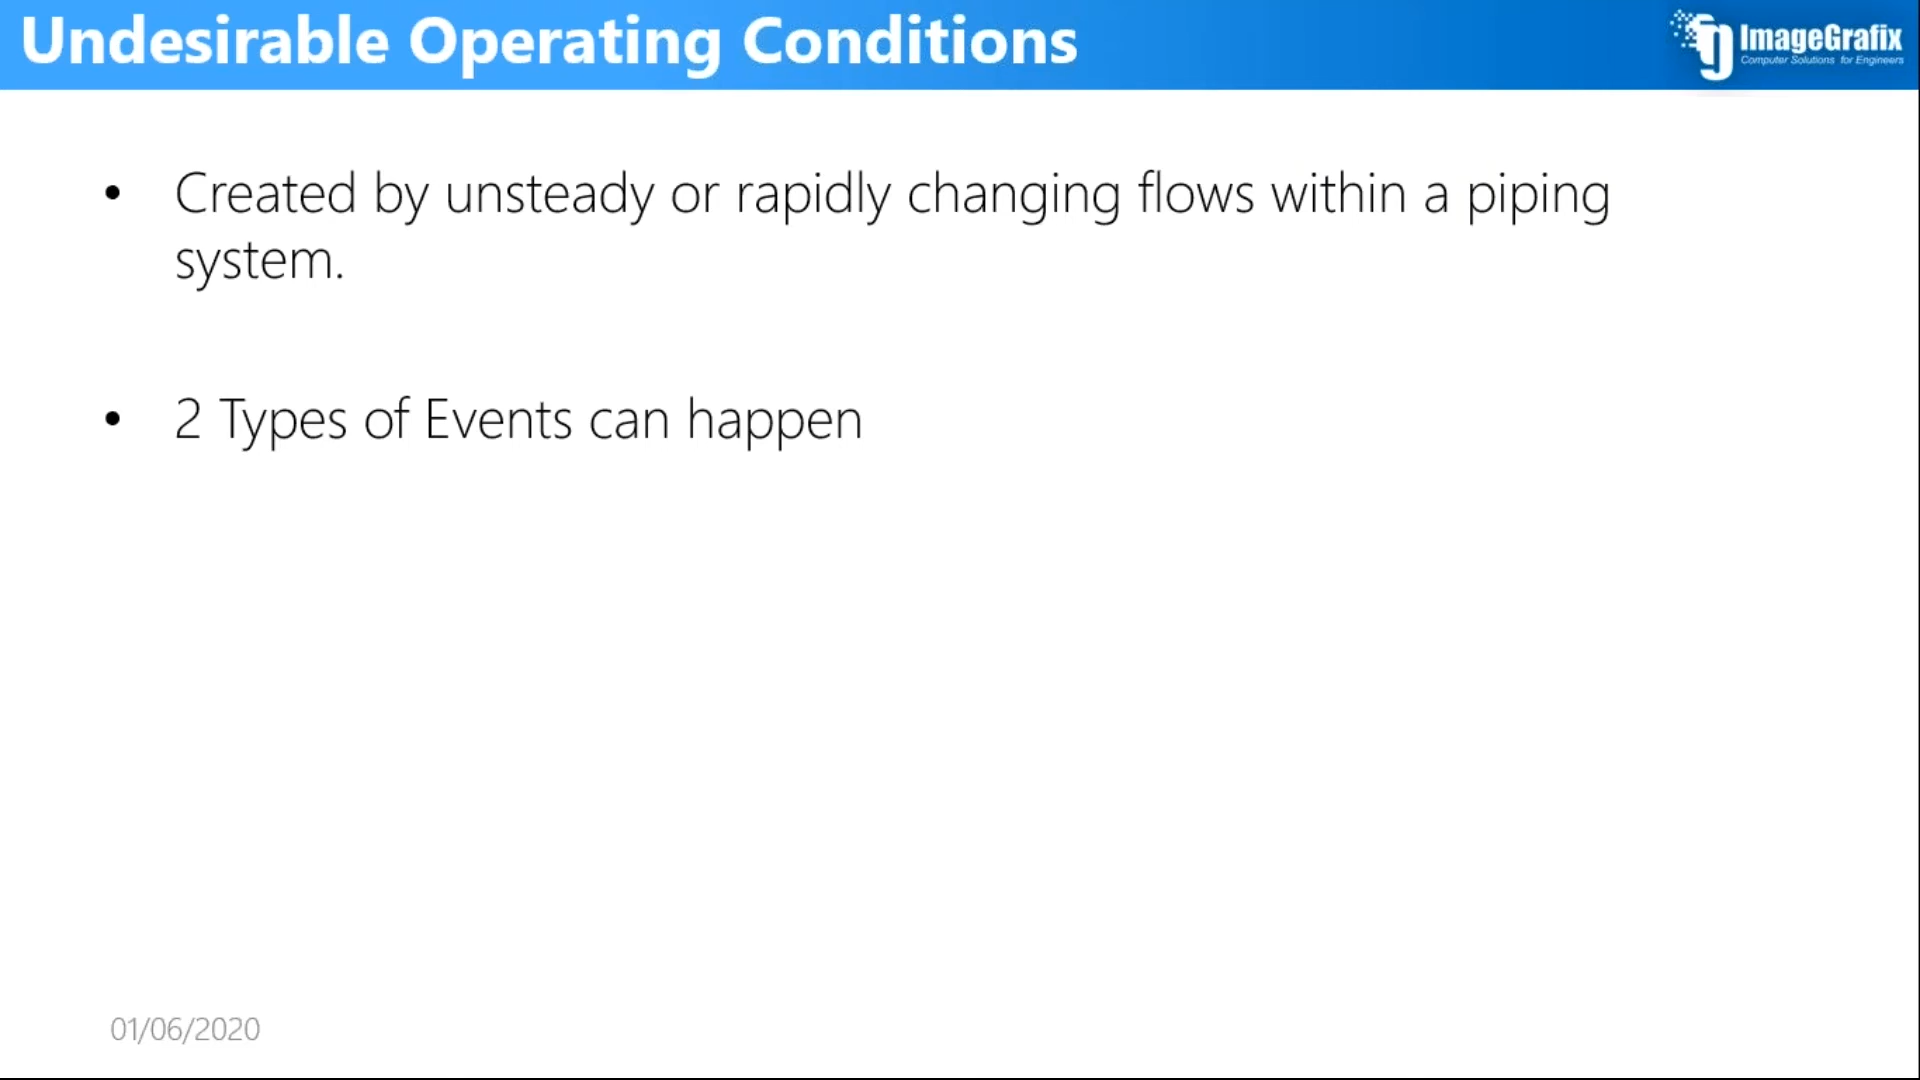 Undesirable Operating Conditions
ImageGrafix
Computer Solutions for Engineers
• Created by unsteady or rapidly changing flows within a piping
system.
• 2 Types of Events can happen
01/06/2020